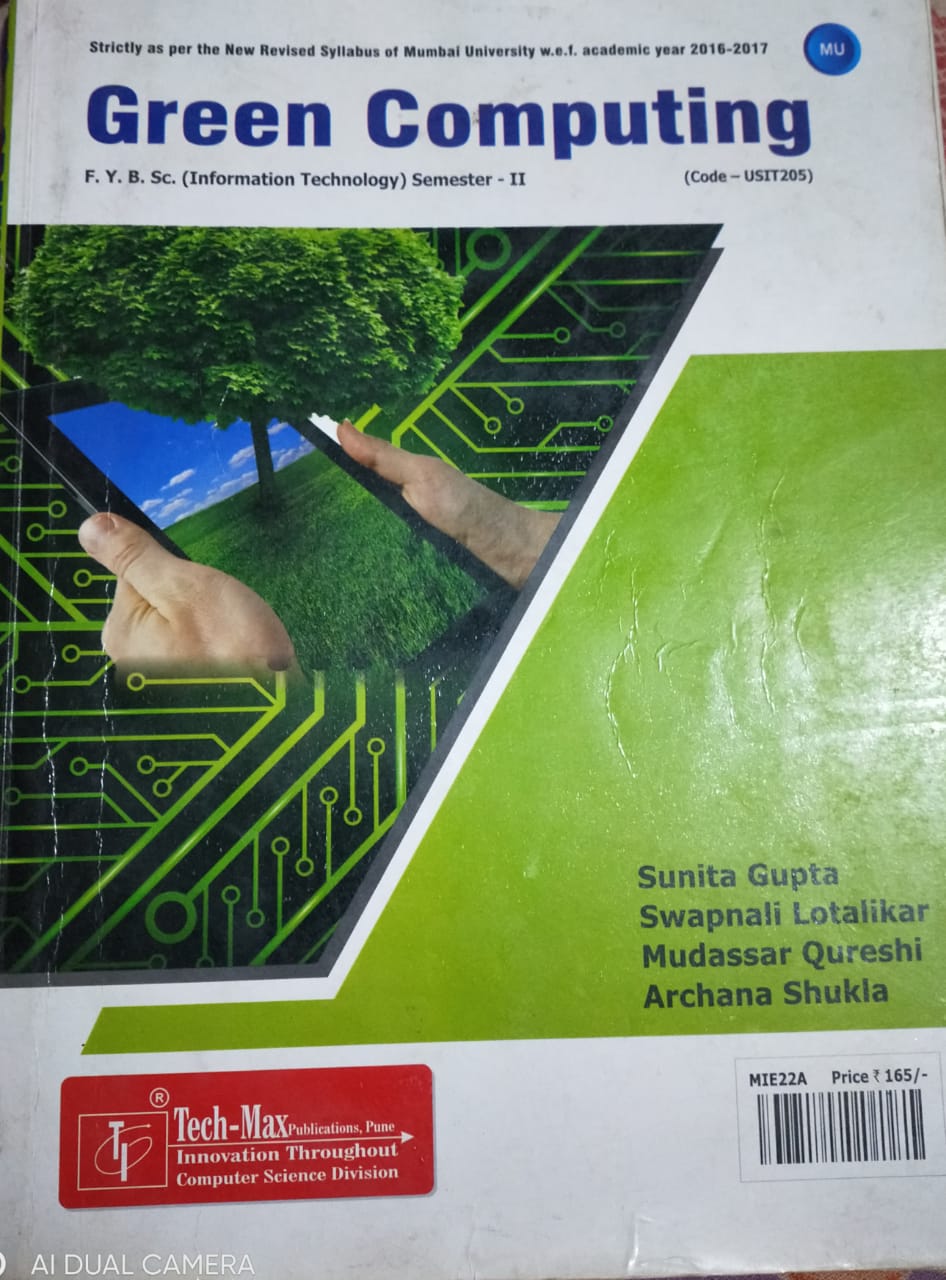 Strictly as per the New Revised Syllabus of Mumbai University w.e.f. academic year 2016-2017
MU
Green Computing
F. Y. B. Sc. (Information Technology) Semester - II
(Code – USIT205)
Sunita Gupta
Swapnali Lotalikar
Mudassar Qureshi
Archana Shukla
MIE22A Price ₹ 165/-
®
TP
Tech-Max Publications, Pune
Innovation Throughout
Computer Science Division
AI DUAL CAMERA